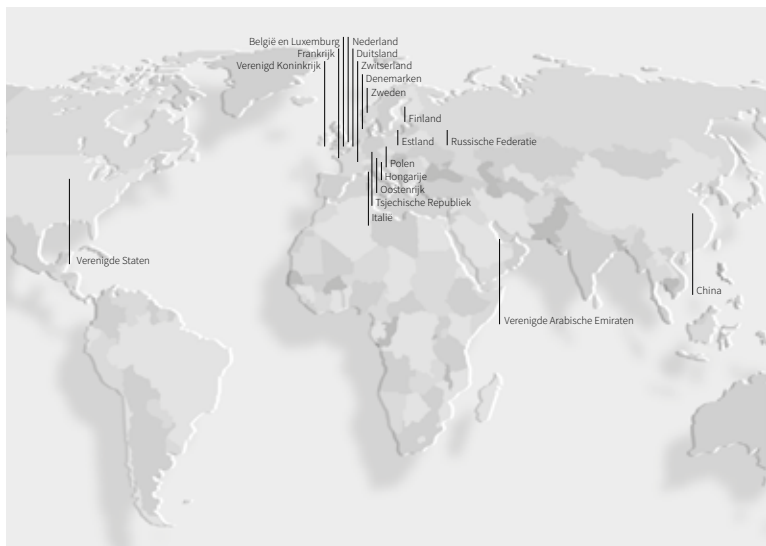 België en Luxemburg
Nederland
Frankrijk
Duitsland
Verenigd Koninkrijk
Zwitserland
Denemarken
Zweden
Finland
Estland
Russische Federatie
Polen
Hongarije
Oostenrijk
Tsjechische Republiek
Italië
Verenigde Staten
China
Verenigde Arabische Emiraten